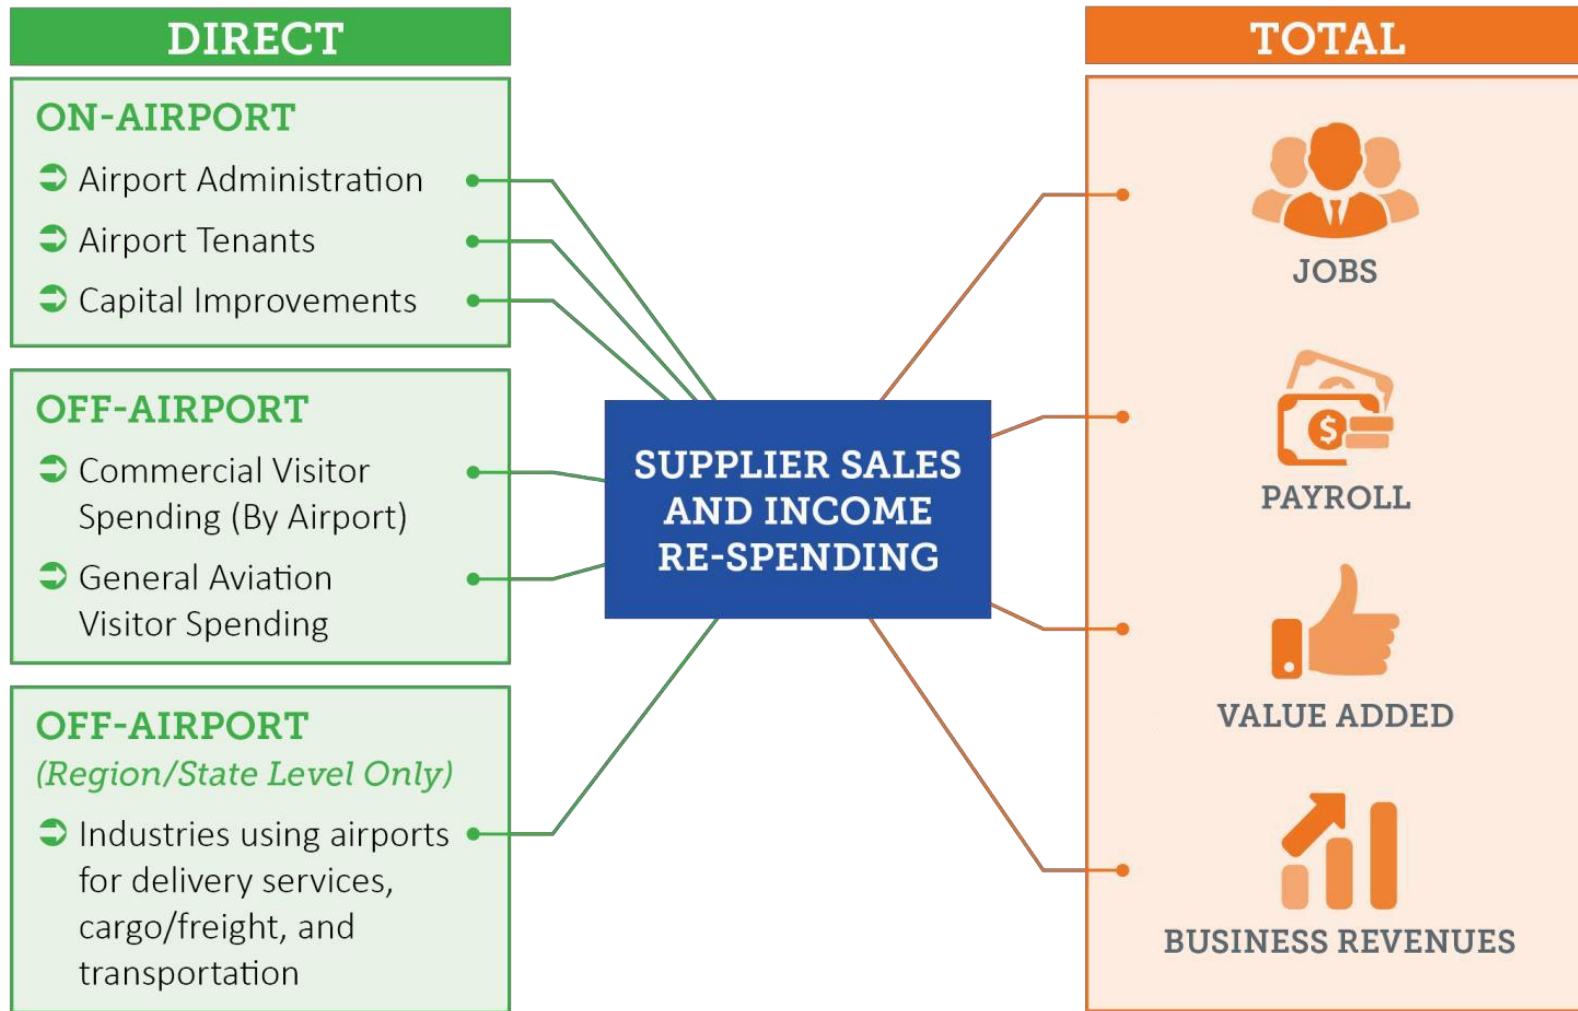 DIRECT
ON-AIRPORT
Airport Administration
Airport Tenants
Capital Improvements
OFF-AIRPORT
Commercial Visitor
Spending (By Airport)
General Aviation
Visitor Spending
OFF-AIRPORT
(Region/State Level Only)
Industries using airports
for delivery services,
cargo/freight, and
transportation
SUPPLIER SALES
AND INCOME
RE-SPENDING
TOTAL
JOBS
$
PAYROLL
VALUE ADDED
BUSINESS REVENUES